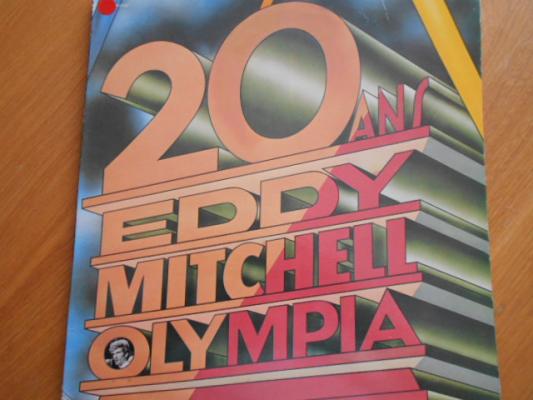 20 ANS
EDDY
MITCHELL
OLYMPIA